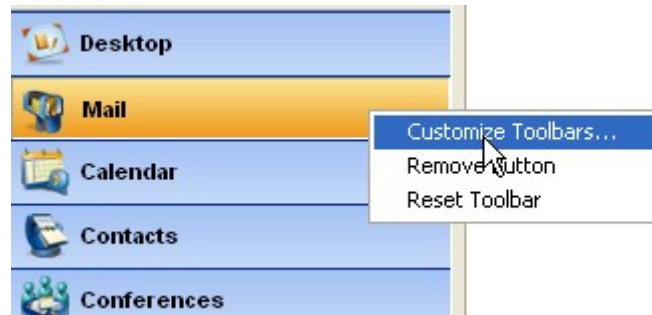 Desktop
Mail
Customize Toolbars...
Remove Button
Reset Toolbar
Calendar
Contacts
Conferences